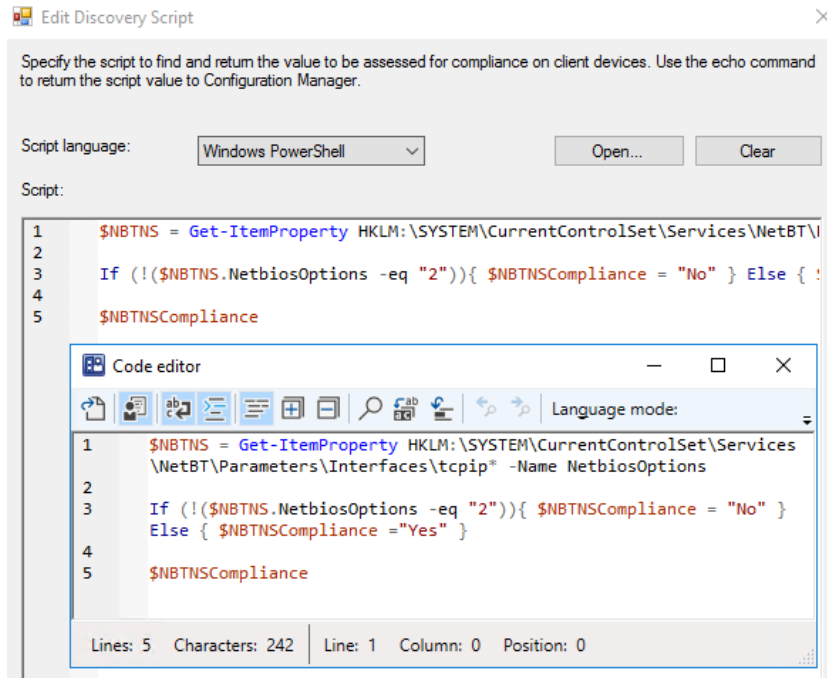 Edit Discovery Script
Specify the script to find and return the value to be assessed for compliance on client devices. Use the echo command
to return the script value to Configuration Manager.
Script language:
Windows PowerShell
Open...
Clear
Script:
1 $NBTNS = Get-ItemProperty HKLM:\SYSTEM\CurrentControlSet\Services\NetBT\
2
3 If (!($NBTNS.NetbiosOptions -eq "2")){ $NBTNSCompliance = "No" } Else {
4
5 $NBTNSCompliance
Code editor
Language mode:
1 $NBTNS = Get-ItemProperty HKLM:\SYSTEM\CurrentControlSet\Services
\NetBT\Parameters\Interfaces\tcpip* -Name NetbiosOptions
2
3 If (!($NBTNS.NetbiosOptions -eq "2")){ $NBTNSCompliance = "No" }
Else { $NBTNSCompliance ="Yes" }
4
5 $NBTNSCompliance
Lines: 5 Characters: 242 Line: 1 Column: 0 Position: 0